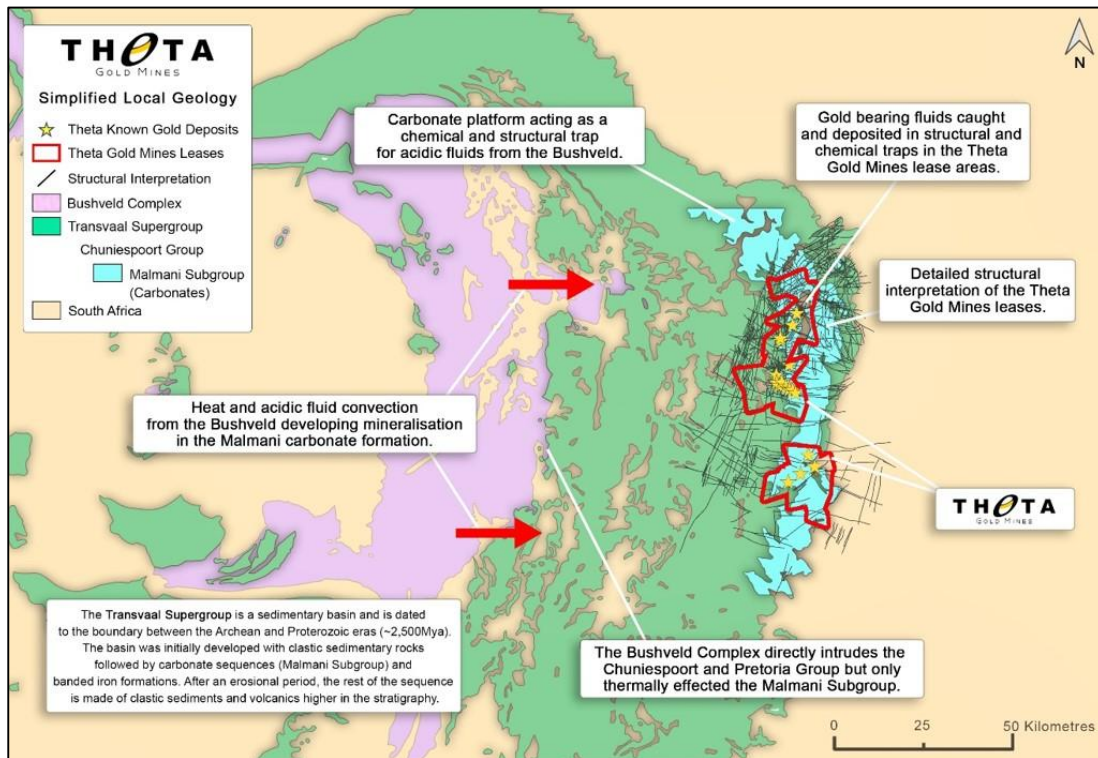 THETA
GOLD MINES
Simplified Local Geology
Theta Known Gold Deposits
Theta Gold Mines Leases
Structural Interpretation
Bushveld Complex
Transvaal Supergroup
Chuniespoort Group
Malmani Subgroup
(Carbonates)
South Africa
N
Carbonate platform acting as a
chemical and structural trap
for acidic fluids from the Bushveld.
Gold bearing fluids caught
and deposited in structural and
chemical traps in the Theta
Gold Mines lease areas.
Detailed structural
interpretation of the Theta
Gold Mines leases.
Heat and acidic fluid convection
from the Bushveld developing mineralisation
in the Malmani carbonate formation.
THETA
GOLD MINES
The Transvaal Supergroup is a sedimentary basin and is dated
to the boundary between the Archean and Proterozoic eras (~2,500Mya).
The basin was initially developed with clastic sedimentary rocks
followed by carbonate sequences (Malmani Subgroup) and
banded iron formations. After an erosional period, the rest of the sequence
is made of clastic sediments and volcanics higher in the stratigraphy.
The Bushveld Complex directly intrudes the
Chuniespoort and Pretoria Group but only
thermally effected the Malmani Subgroup.
0 25 50 Kilometres